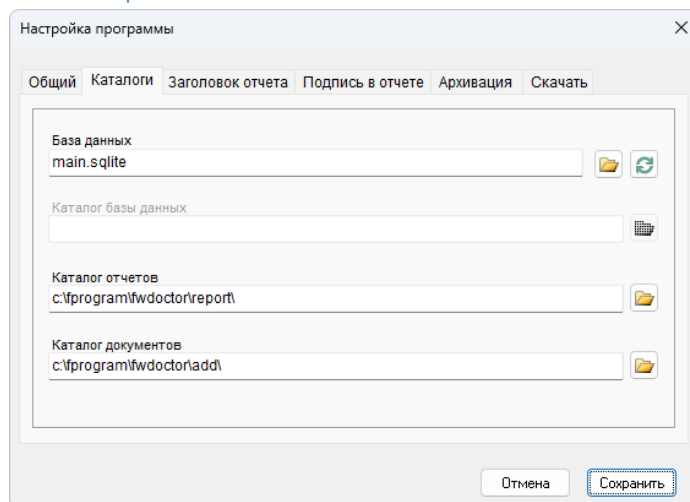 Настройка программы
Общий Каталоги Заголовок отчета Подпись в отчете Архивация Скачать
База данных
main.sqlite
Каталог базы данных
Каталог отчетов
c:\fprogram\fwdoctor\report\
Каталог документов
c:\fprogram\fwdoctor\add\
Отмена Сохранить